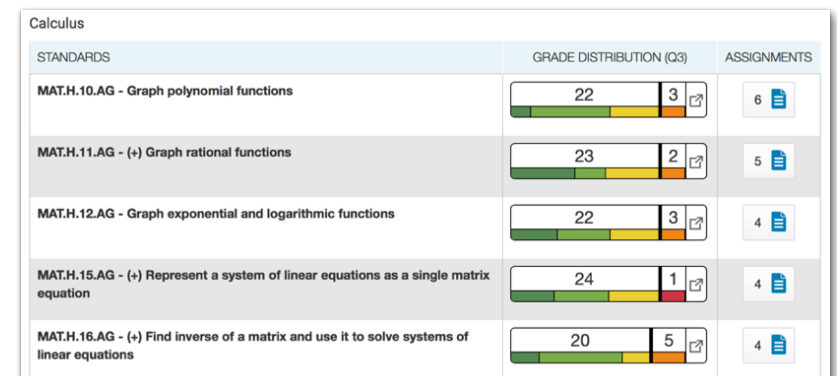 Calculus
STANDARDS GRADE DISTRIBUTION (Q3) ASSIGNMENTS
MAT.H.10.AG - Graph polynomial functions 22 3 6
MAT.H.11.AG - (+) Graph rational functions 23 2 5
MAT.H.12.AG - Graph exponential and logarithmic functions 22 3 4
MAT.H.15.AG - (+) Represent a system of linear equations as a single matrix
equation 24 1 4
MAT.H.16.AG - (+) Find inverse of a matrix and use it to solve systems of
linear equations 20 5 4